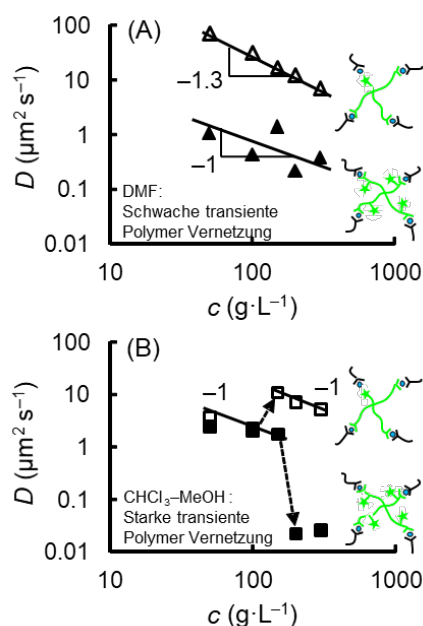 (A)
100
10
1
0.1
0.01
D (µm² s⁻¹)
–1.3
–1
DMF:
Schwache transiente
Polymer Vernetzung
10
100
1000
c (g·L⁻¹)
(B)
100
10
1
0.1
0.01
D (µm² s⁻¹)
–1
–1
CHCl₃–MeOH :
Starke transiente
Polymer Vernetzung
10
100
1000
c (g·L⁻¹)